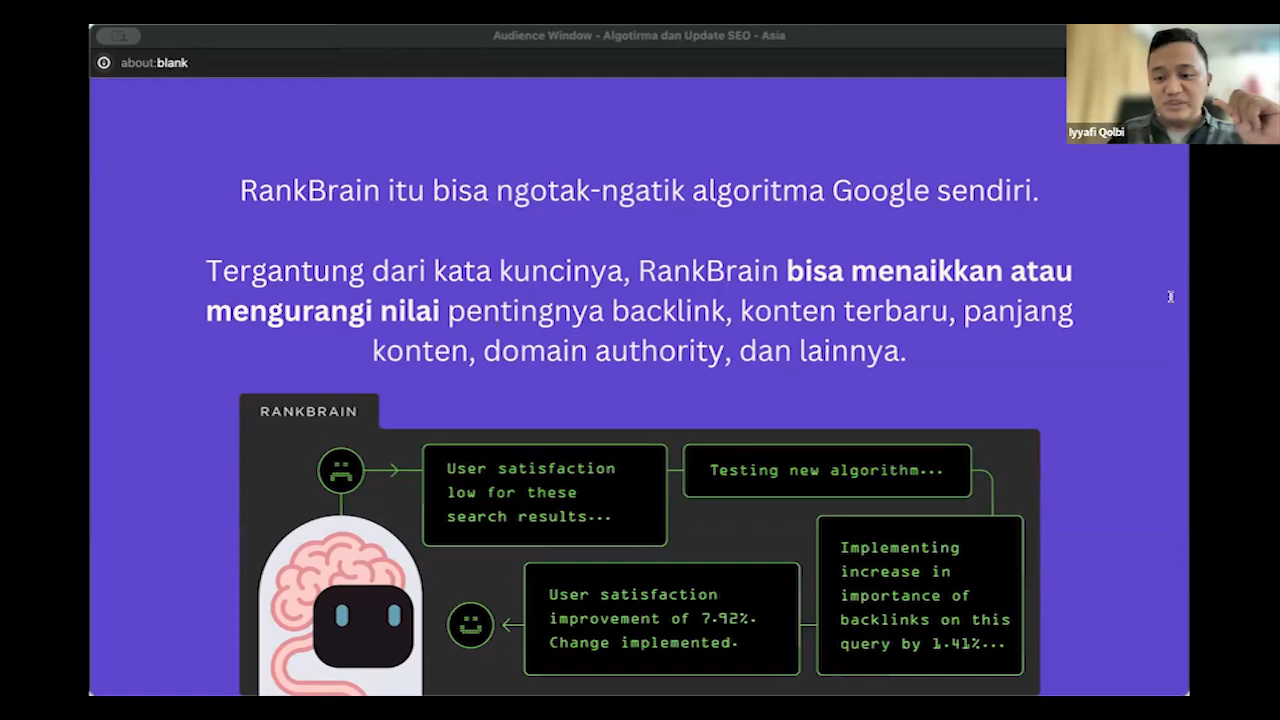 Audience Window - Algotirma dan Update SEO - Asia
about:blank
Iyyafi Qolbi
RankBrain itu bisa ngotak-ngatik algoritma Google sendiri.
Tergantung dari kata kuncinya, RankBrain bisa menaikkan atau
mengurangi nilai pentingnya backlink, konten terbaru, panjang
konten, domain authority, dan lainnya.
RANKBRAIN
User satisfaction
low for these
search results...
Testing new algorithm...
Implementing
increase in
importance of
backlinks on this
query by 1.41%...
User satisfaction
improvement of 7.92%.
Change implemented.